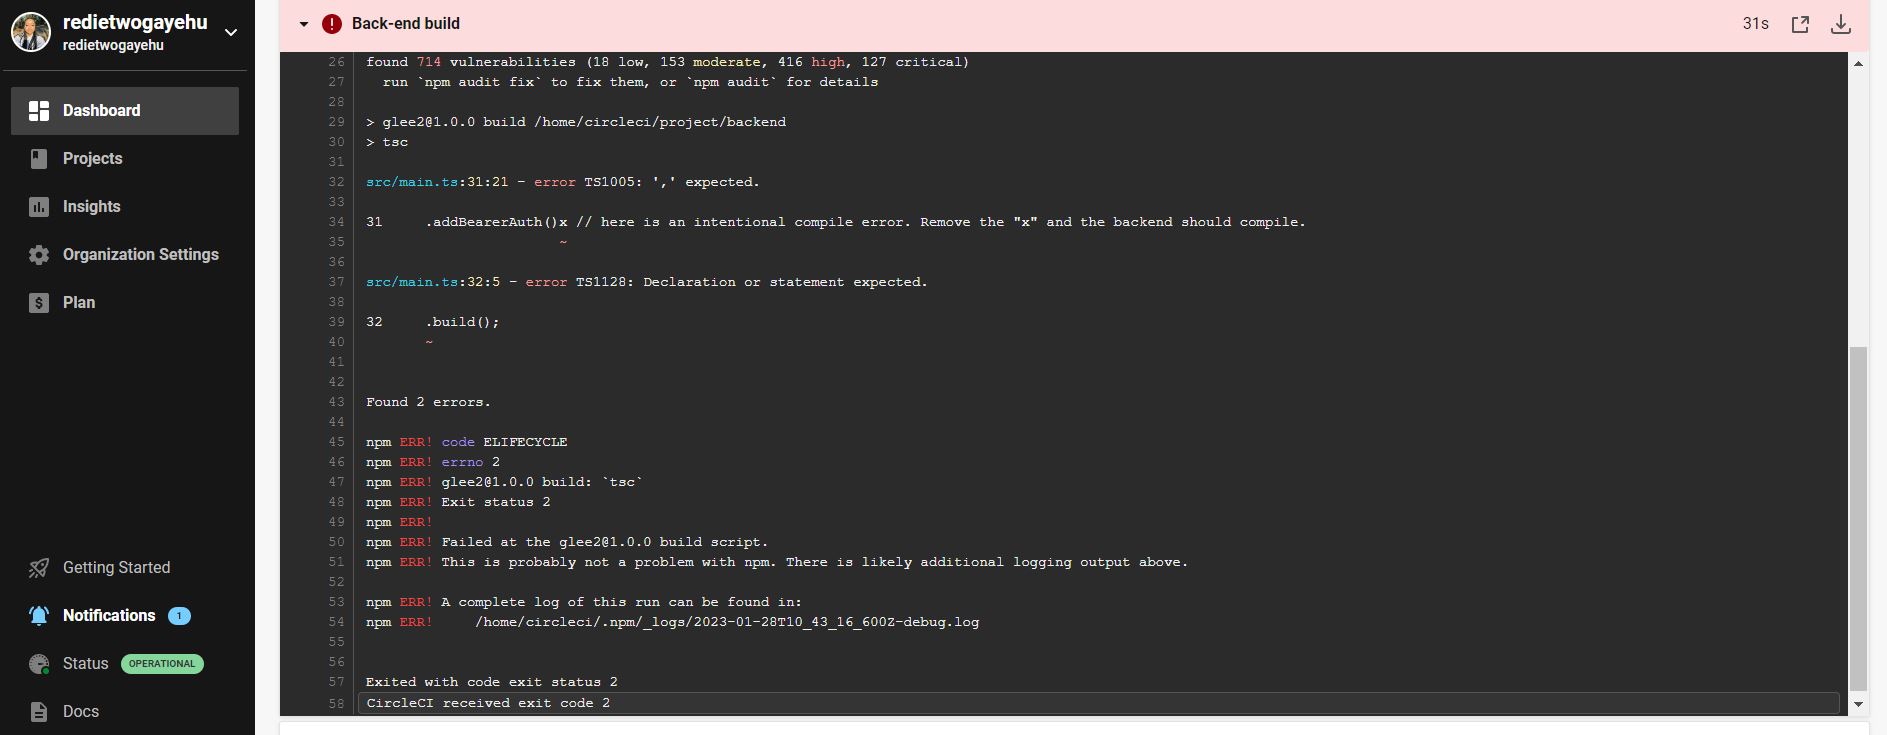 redietwogayehu
redietwogayehu
Dashboard
Projects
Insights
Organization Settings
Plan
Getting Started
Notifications 1
Status OPERATIONAL
Docs
! Back-end build 31s
26 found 714 vulnerabilities (18 low, 153 moderate, 416 high, 127 critical)
27 run `npm audit fix` to fix them, or `npm audit` for details
28
29 > glee2@1.0.0 build /home/circleci/project/backend
30 > tsc
31
32 src/main.ts:31:21 - error TS1005: ',' expected.
33
34 31 .addBearerAuth()x // here is an intentional compile error. Remove the "x" and the backend should compile.
35 ~
36
37 src/main.ts:32:5 - error TS1128: Declaration or statement expected.
38
39 32 .build();
40 ~
41
42
43 Found 2 errors.
44
45 npm ERR! code ELIFECYCLE
46 npm ERR! errno 2
47 npm ERR! glee2@1.0.0 build: `tsc`
48 npm ERR! Exit status 2
49 npm ERR!
50 npm ERR! Failed at the glee2@1.0.0 build script.
51 npm ERR! This is probably not a problem with npm. There is likely additional logging output above.
52
53 npm ERR! A complete log of this run can be found in:
54 npm ERR! /home/circleci/.npm/_logs/2023-01-28T10_43_16_600Z-debug.log
55
56
57 Exited with code exit status 2
58 CircleCI received exit code 2